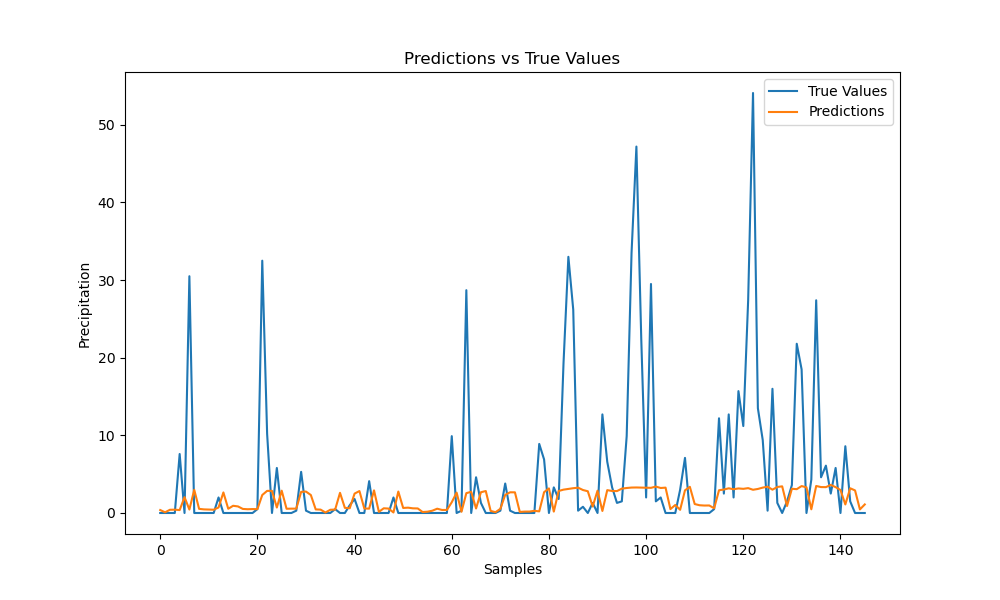 Predictions vs True Values
True Values
Predictions
Precipitation
50
40
30
20
10
0
0 20 40 60 80 100 120 140
Samples